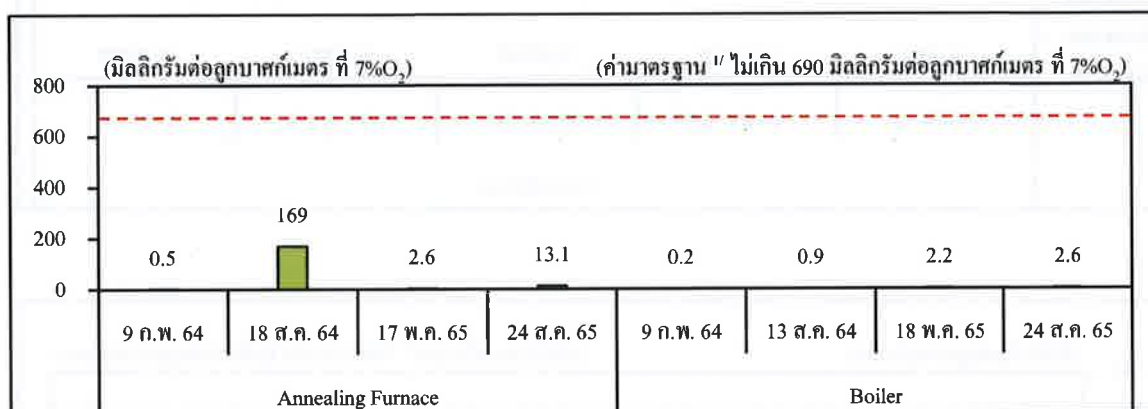 (มิลลิกรัมต่อลูกบาศก์เมตร ที่ 7%O₂) (ค่ามาตรฐาน ¹/ ไม่เกิน 690 มิลลิกรัมต่อลูกบาศก์เมตร ที่ 7%O₂)
800
600
400
200
0
0.5 169 2.6 13.1 0.2 0.9 2.2 2.6
9 ก.พ. 64 18 ส.ค. 64 17 พ.ค. 65 24 ส.ค. 65 9 ก.พ. 64 13 ส.ค. 64 18 พ.ค. 65 24 ส.ค. 65
Annealing Furnace Boiler